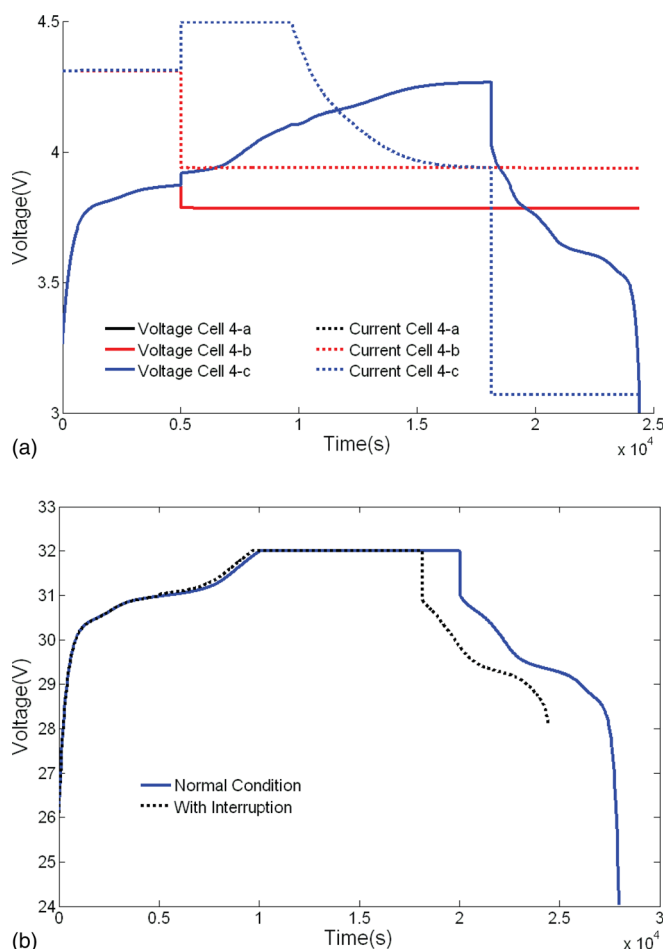 4.5
4
3.5
3
Voltage(V)
Voltage Cell 4-a
Voltage Cell 4-b
Voltage Cell 4-c
Current Cell 4-a
Current Cell 4-b
Current Cell 4-c
0 0.5 1 1.5 2 2.5
Time(s)
x 10^4
(a)
33
32
31
30
29
28
27
26
25
24
Voltage(V)
Normal Condition
With Interruption
0 0.5 1 1.5 2 2.5 3
Time(s)
x 10^4
(b)